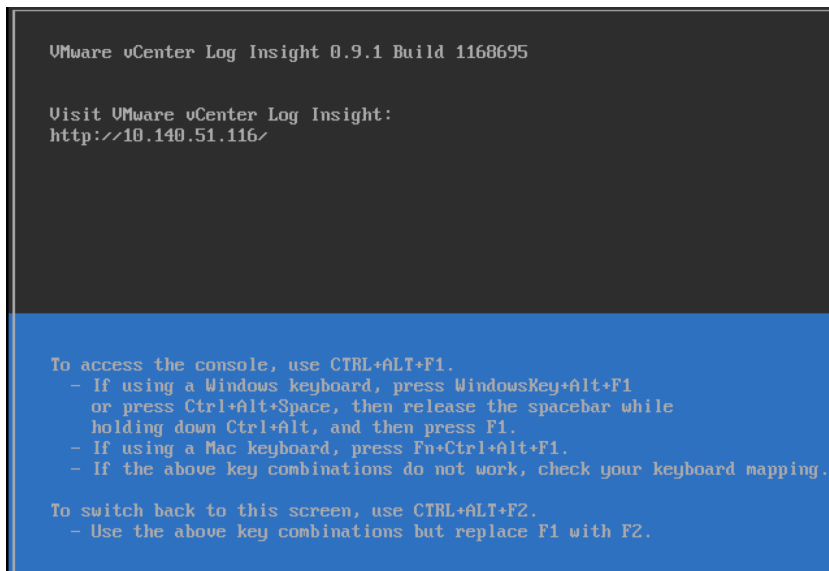 VMware vCenter Log Insight 0.9.1 Build 1168695
Visit VMware vCenter Log Insight:
http://10.140.51.116/
To access the console, use CTRL+ALT+F1.
- If using a Windows keyboard, press WindowsKey+Alt+F1
or press Ctrl+Alt+Space, then release the spacebar while
holding down Ctrl+Alt, and then press F1.
- If using a Mac keyboard, press Fn+Ctrl+Alt+F1.
- If the above key combinations do not work, check your keyboard mapping.
To switch back to this screen, use CTRL+ALT+F2.
- Use the above key combinations but replace F1 with F2.